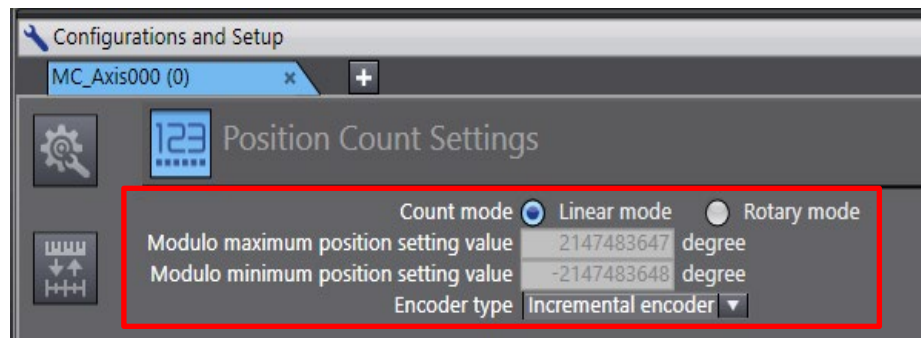 Configurations and Setup
MC_Axis000 (0) × +
123 Position Count Settings
Count mode Linear mode Rotary mode
Modulo maximum position setting value 2147483647 degree
Modulo minimum position setting value -2147483648 degree
Encoder type Incremental encoder